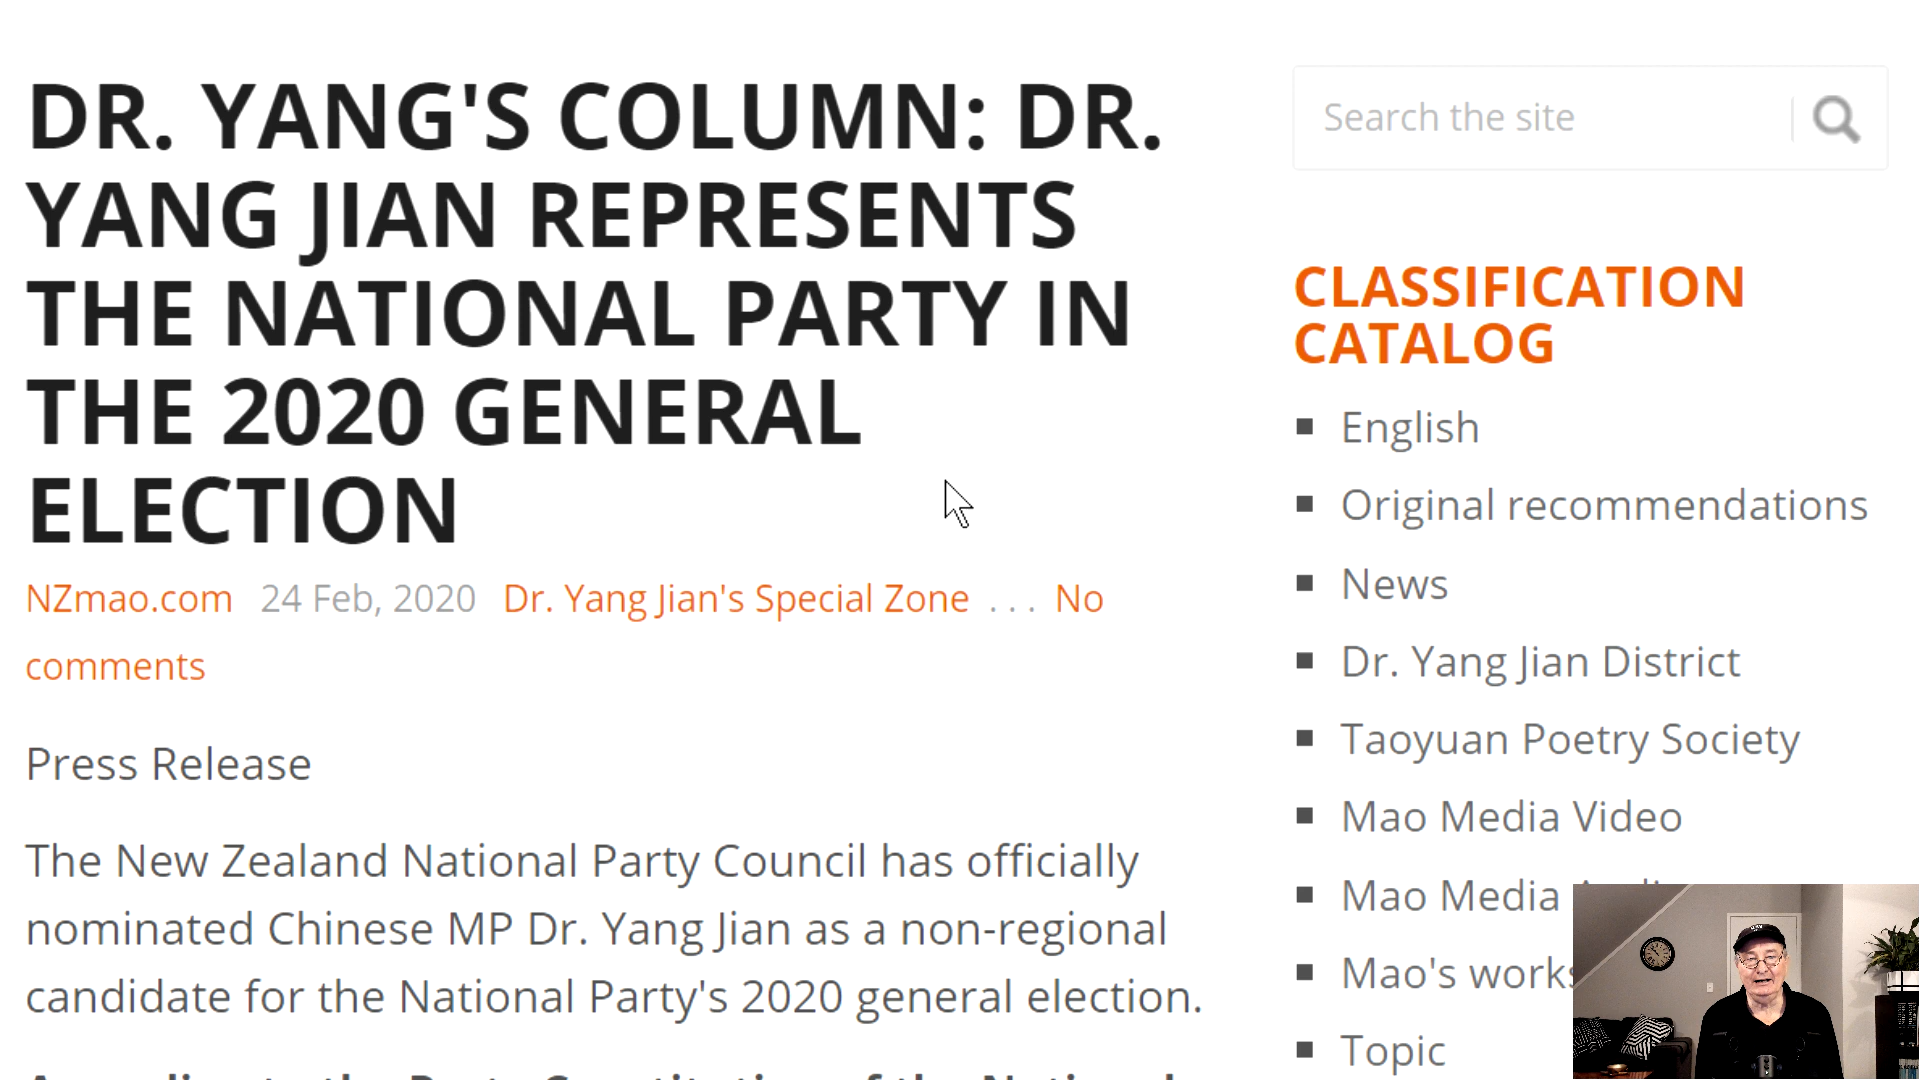 DR. YANG'S COLUMN: DR.
YANG JIAN REPRESENTS
THE NATIONAL PARTY IN
THE 2020 GENERAL
ELECTION
NZmao.com 24 Feb, 2020 Dr. Yang Jian's Special Zone . . . No
comments
Press Release
The New Zealand National Party Council has officially
nominated Chinese MP Dr. Yang Jian as a non-regional
candidate for the National Party's 2020 general election.
Search the site
CLASSIFICATION
CATALOG
English
Original recommendations
News
Dr. Yang Jian District
Taoyuan Poetry Society
Mao Media Video
Mao Media
Mao's works
Topic